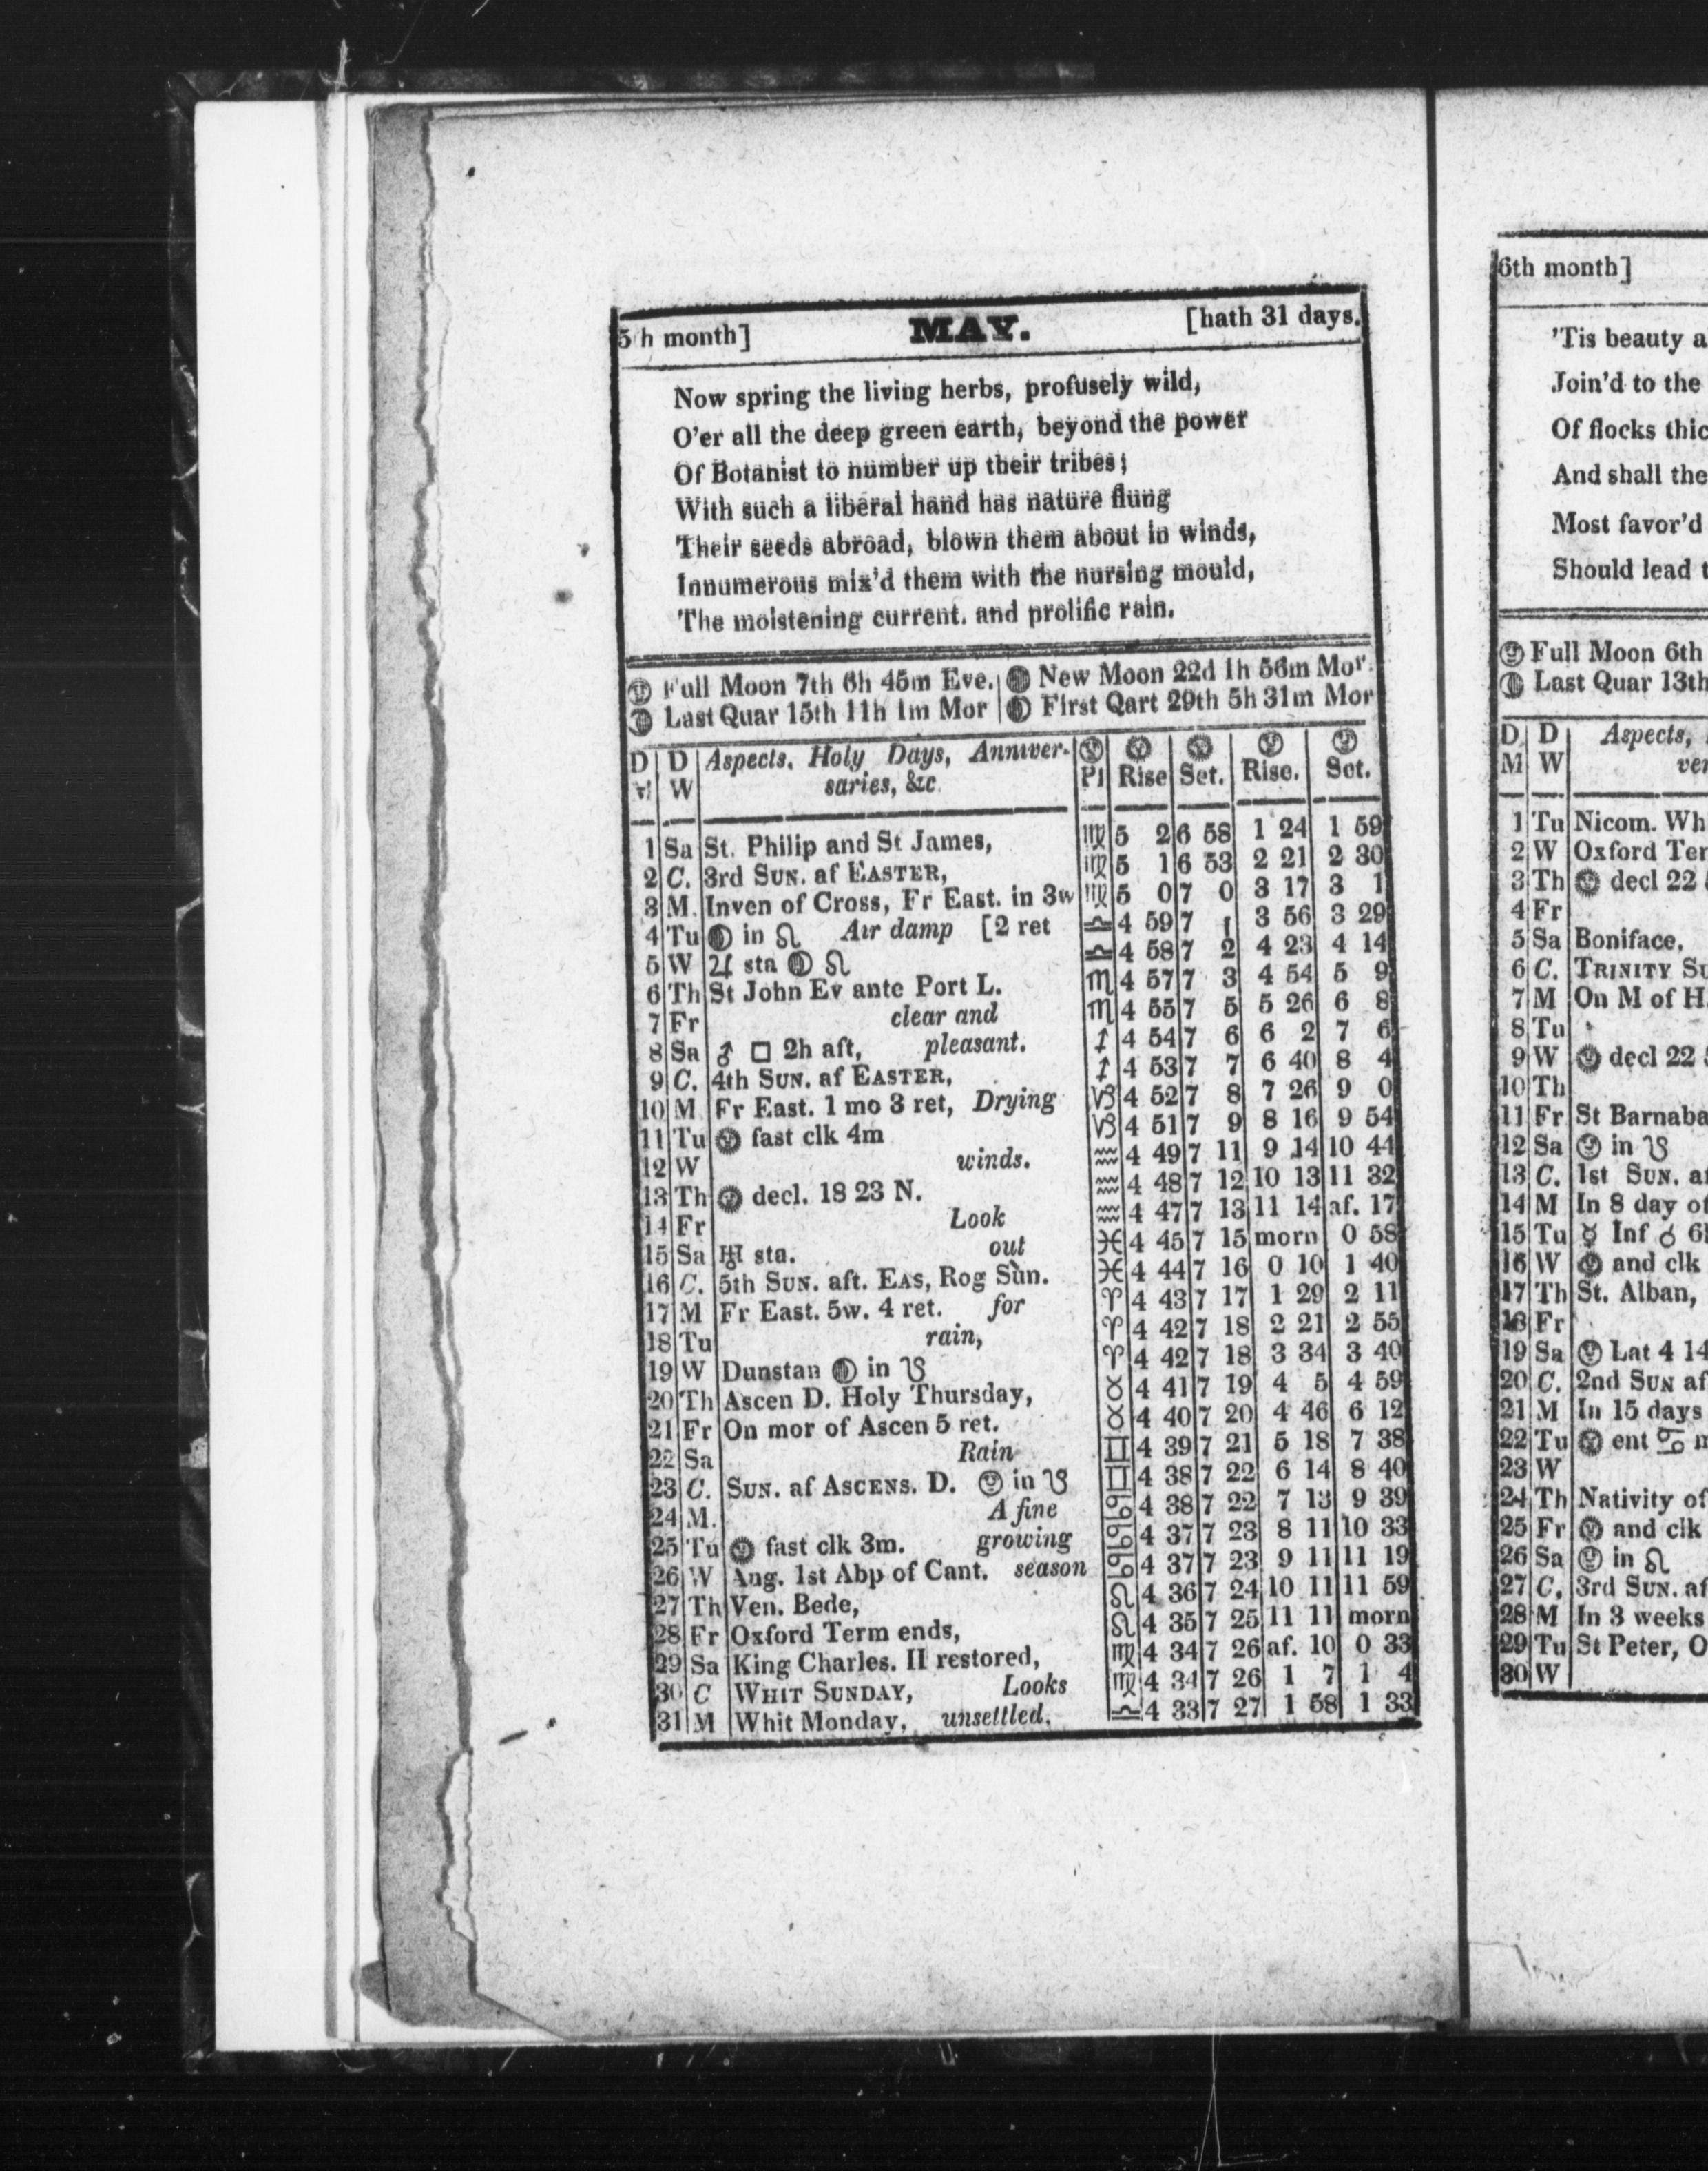 5 h month] MAY. [hath 31 days.
Now spring the living herbs, profusely wild,
O'er all the deep green earth, beyond the power
Of Botanist to number up their tribes;
With such a liberal hand has nature flung
Their seeds abroad, blown them about in winds,
Innumerous mix'd them with the nursing mould,
The moistening current. and prolific rain.
Full Moon 7th 6h 45m Eve. New Moon 22d 1h 56m Mor.
Last Quar 15th 11h 1m Mor First Qart 29th 5h 31m Mor
D D Aspects, Holy Days, Anniver- Pl Rise Set. Rise. Set.
M W saries, &c.
1 Sa St. Philip and St James, ♍ 5 2 6 58 1 24 1 59
2 C. 3rd SUN. af EASTER, ♍ 5 1 6 53 2 21 2 30
3 M. Inven of Cross, Fr East. in 3w ♍ 5 0 7 0 3 17 3 1
4 Tu ☽ in ☊ Air damp [2 ret ♎ 4 59 7 1 3 56 3 29
5 W ♃ sta ☽ ☊ ♎ 4 58 7 2 4 23 4 14
6 Th St John Ev ante Port L. ♏ 4 57 7 3 4 54 5 9
7 Fr clear and ♏ 4 55 7 5 5 26 6 8
8 Sa ♂ □ 2h aft, pleasant. ♐ 4 54 7 6 6 2 7 6
9 C. 4th SUN. af EASTER, ♐ 4 53 7 7 6 40 8 4
10 M Fr East. 1 mo 3 ret, Drying ♑ 4 52 7 8 7 26 9 0
11 Tu ☉ fast clk 4m ♑ 4 51 7 9 8 16 9 54
12 W winds. ♒ 4 49 7 11 9 14 10 44
13 Th ☉ decl. 18 23 N. ♒ 4 48 7 12 10 13 11 32
14 Fr Look ♒ 4 47 7 13 11 14 af. 17
15 Sa ♅ sta. out ♓ 4 45 7 15 morn 0 58
16 C. 5th SUN. aft. EAS, Rog Sun. ♓ 4 44 7 16 0 10 1 40
17 M Fr East. 5w. 4 ret. for ♈ 4 43 7 17 1 29 2 11
18 Tu rain, ♈ 4 42 7 18 2 21 2 55
19 W Dunstan ☽ in ☋ ♈ 4 42 7 18 3 34 3 40
20 Th Ascen D. Holy Thursday, ♉ 4 41 7 19 4 5 4 59
21 Fr On mor of Ascen 5 ret. ♉ 4 40 7 20 4 46 6 12
22 Sa Rain ♊ 4 39 7 21 5 18 7 38
23 C. SUN. af ASCENS. D. ☽ in ☋ ♊ 4 38 7 22 6 14 8 40
24 M. A fine ♋ 4 38 7 22 7 13 9 39
25 Tu ☉ fast clk 3m. growing ♋ 4 37 7 23 8 11 10 33
26 W Aug. 1st Abp of Cant. season ♋ 4 37 7 23 9 11 11 19
27 Th Ven. Bede, ♌ 4 36 7 24 10 11 11 59
28 Fr Oxford Term ends, ♌ 4 35 7 25 11 11 morn
29 Sa King Charles. II restored, ♍ 4 34 7 26 af. 10 0 33
30 C WHIT SUNDAY, Looks ♍ 4 34 7 26 1 7 1 4
31 M Whit Monday, unsettled. ♎ 4 33 7 27 1 58 1 33
6th month]
'Tis beauty a
Join'd to the
Of flocks thic
And shall the
Most favor'd
Should lead t
Full Moon 6th
Last Quar 13th
D D Aspects,
M W ver
1 Tu Nicom. Wh
2 W Oxford Ter
3 Th ☉ decl 22
4 Fr
5 Sa Boniface,
6 C. TRINITY SU
7 M On M of H
8 Tu
9 W ☉ decl 22
10 Th
11 Fr St Barnaba
12 Sa ☽ in ☋
13 C. 1st SUN. af
14 M In 8 day of
15 Tu ☿ Inf ☌ 6
16 W ☉ and clk
17 Th St. Alban,
18 Fr
19 Sa ☽ Lat 4 14
20 C. 2nd SUN af
21 M In 15 days
22 Tu ☉ ent ♋ m
23 W
24 Th Nativity of
25 Fr ☉ and clk
26 Sa ☽ in ☊
27 C, 3rd SUN. af
28 M In 3 weeks
29 Tu St Peter, O
30 W